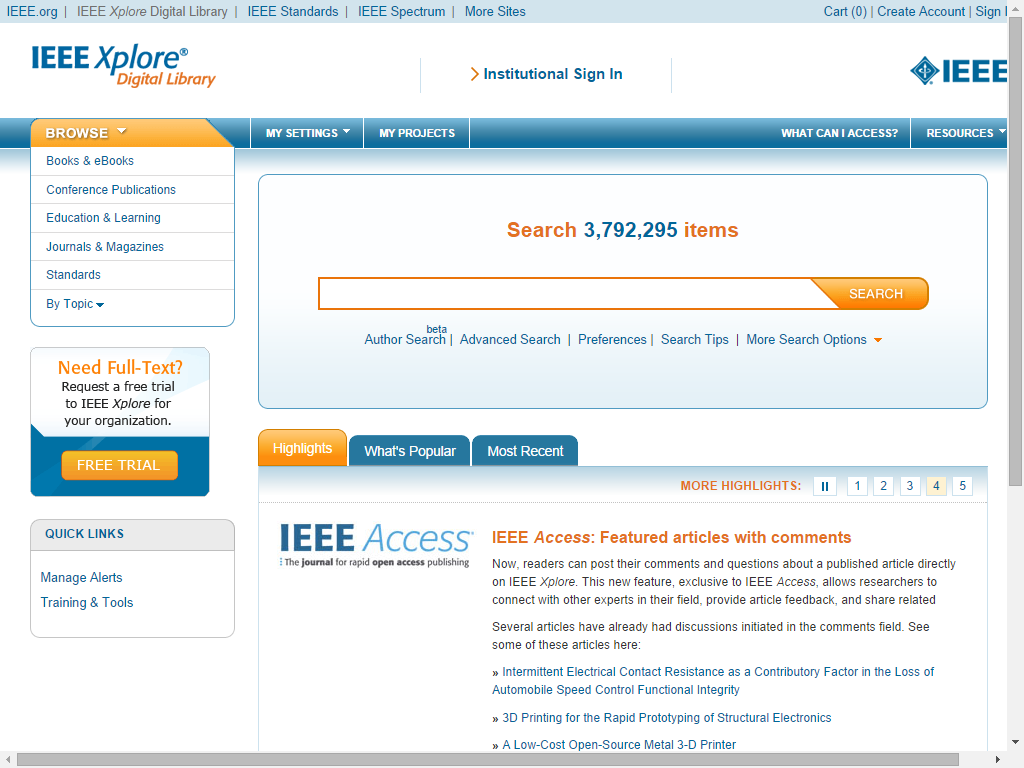 IEEE.org | IEEE Xplore Digital Library | IEEE Standards | IEEE Spectrum | More Sites
Cart (0) | Create Account | Sign
IEEE Xplore®
Digital Library
Institutional Sign In
IEEE
BROWSE
MY SETTINGS
MY PROJECTS
WHAT CAN I ACCESS?
RESOURCES
Books & eBooks
Conference Publications
Education & Learning
Journals & Magazines
Standards
By Topic
Search 3,792,295 items
SEARCH
beta
Author Search | Advanced Search | Preferences | Search Tips | More Search Options
Need Full-Text?
Request a free trial
to IEEE Xplore for
your organization.
FREE TRIAL
QUICK LINKS
Manage Alerts
Training & Tools
Highlights
What's Popular
Most Recent
MORE HIGHLIGHTS: 1 2 3 4 5
IEEE Access®
The journal for rapid open access publishing
IEEE Access: Featured articles with comments
Now, readers can post their comments and questions about a published article directly
on IEEE Xplore. This new feature, exclusive to IEEE Access, allows researchers to
connect with other experts in their field, provide article feedback, and share related
Several articles have already had discussions initiated in the comments field. See
some of these articles here:
» Intermittent Electrical Contact Resistance as a Contributory Factor in the Loss of
Automobile Speed Control Functional Integrity
» 3D Printing for the Rapid Prototyping of Structural Electronics
» A Low-Cost Open-Source Metal 3-D Printer